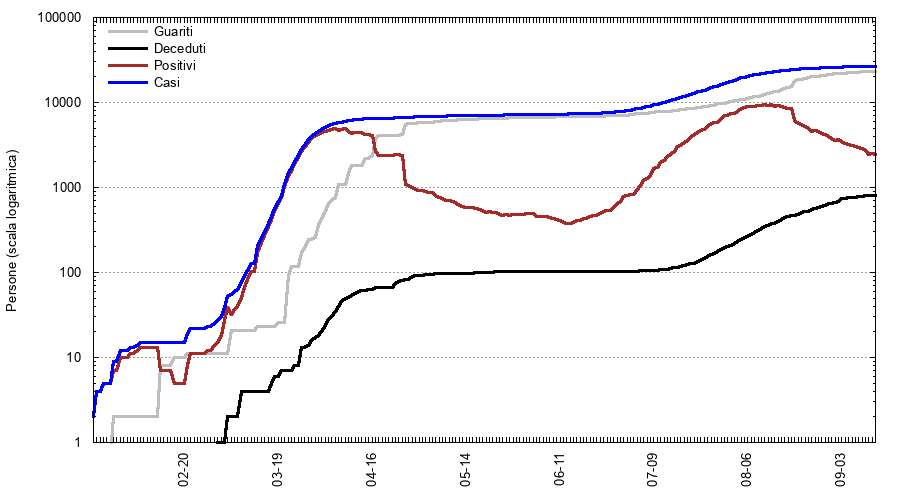 100000
10000
1000
100
10
1
Persone (scala logaritmica)
Guariti
Deceduti
Positivi
Casi
02-20
03-19
04-16
05-14
06-11
07-09
08-06
09-03